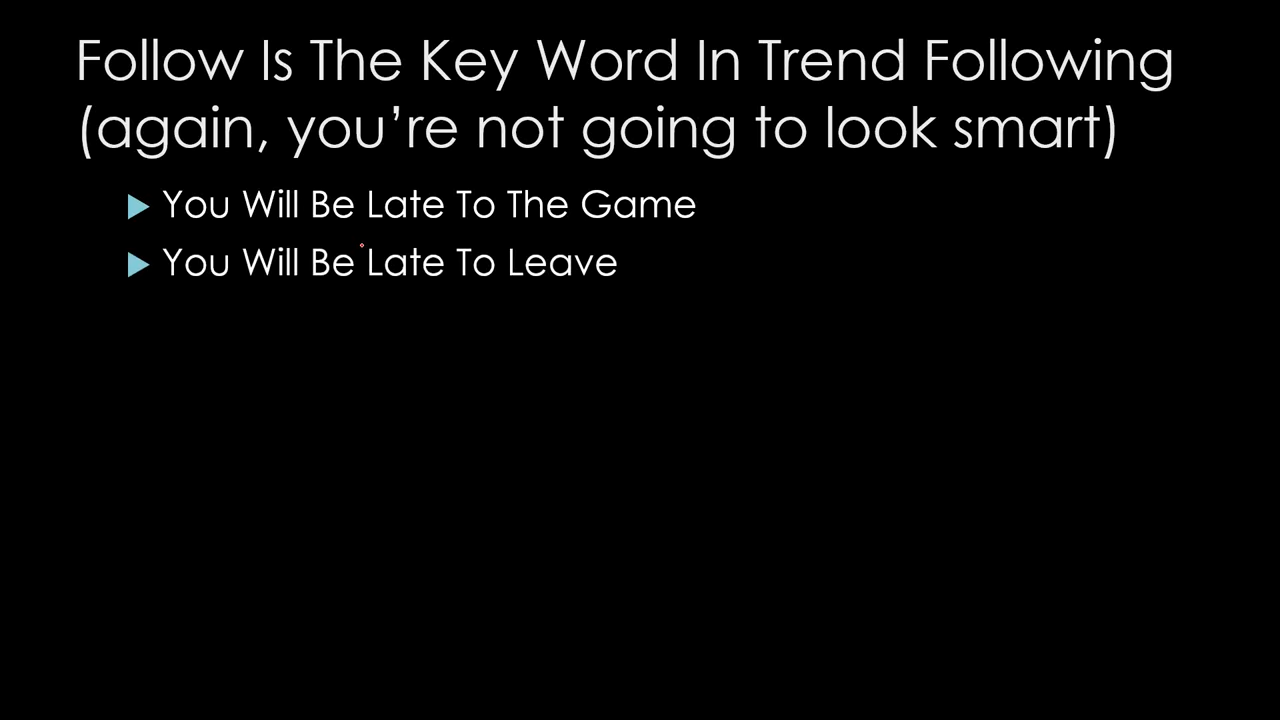 Follow Is The Key Word In Trend Following
(again, you’re not going to look smart)
You Will Be Late To The Game
You Will Be Late To Leave